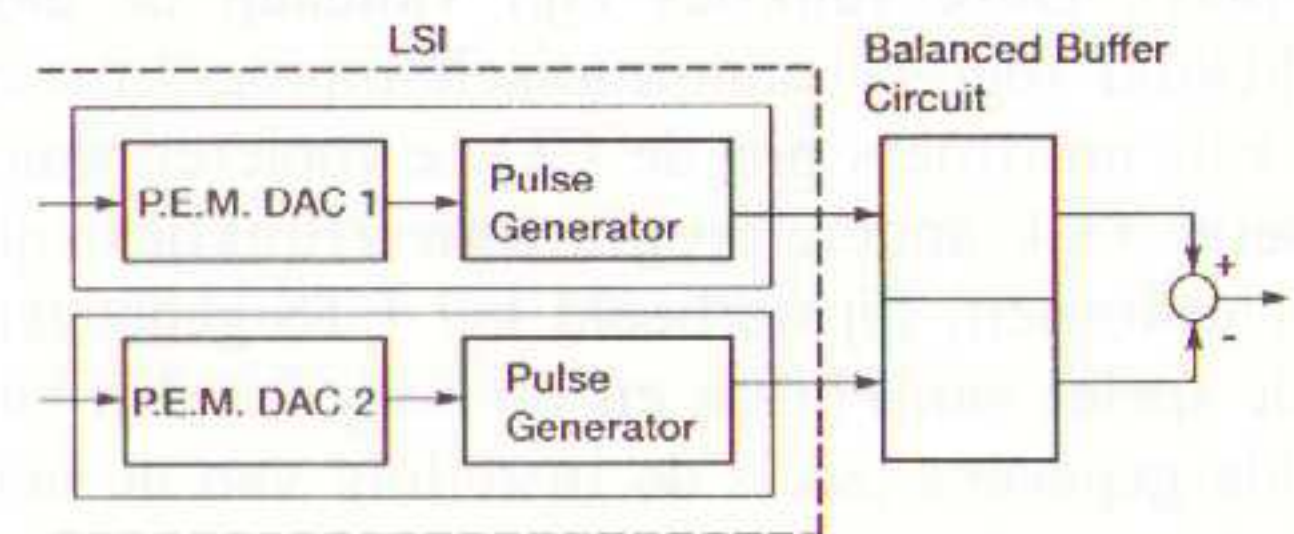 LSI
Balanced Buffer
Circuit
P.E.M. DAC 1
Pulse
Generator
+
-
P.E.M. DAC 2
Pulse
Generator